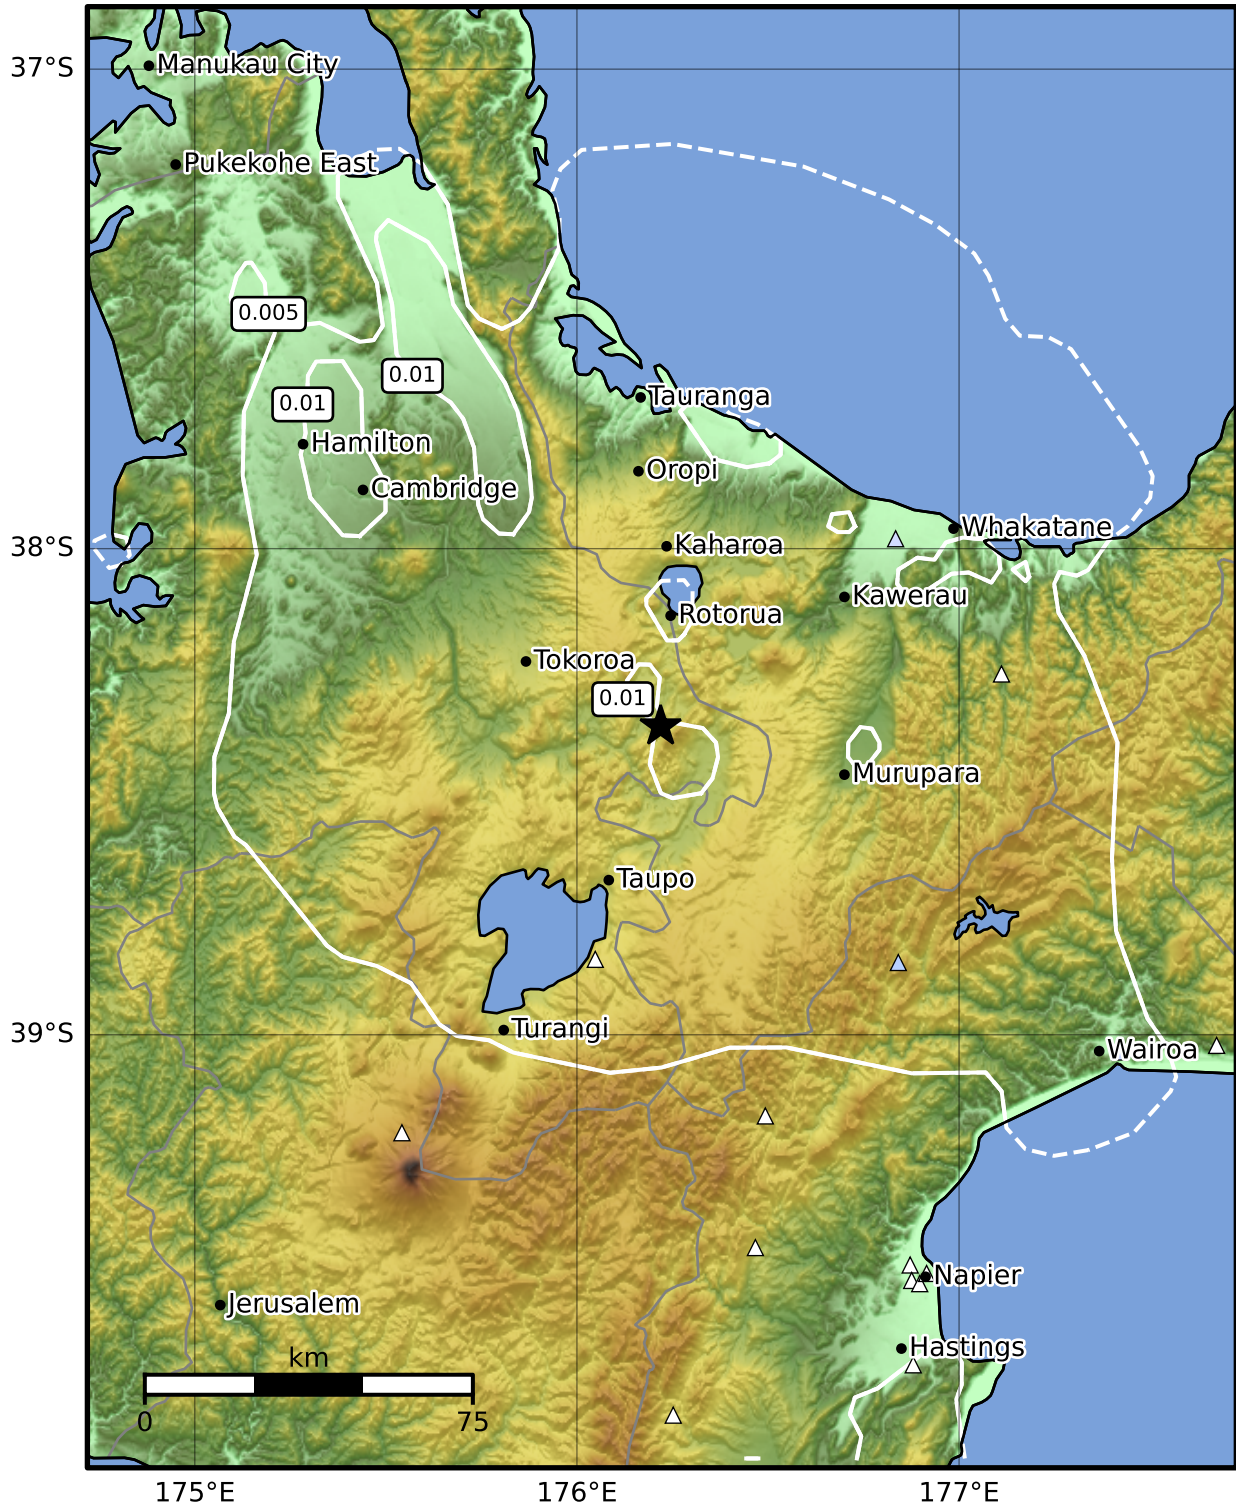 37°S
Manukau City
Pukekohe East
0.005
0.01
0.01
Tauranga
Hamilton
Oropi
Cambridge
Whakatane
Kaharoa
38°S
Kawerau
Rotorua
Tokoroa
0.01
Murupara
Taupo
Turangi
39°S
Wairoa
Napier
Jerusalem
Hastings
km
0
75
175°E
176°E
177°E